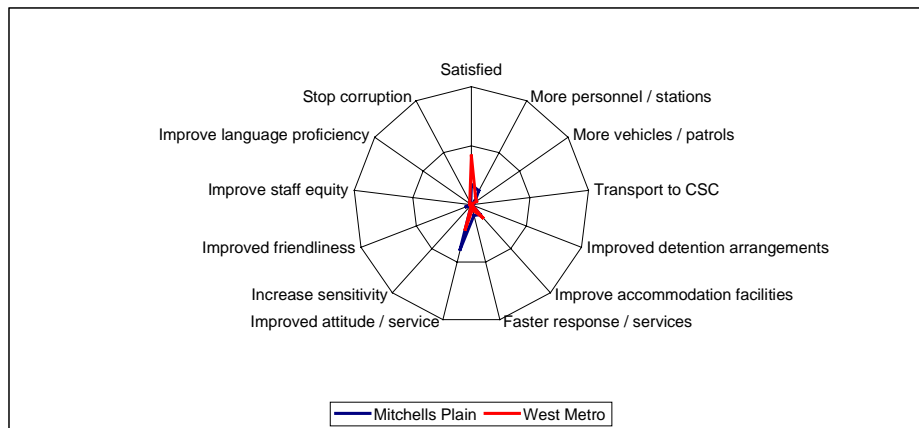 Satisfied
Stop corruption
More personnel / stations
Improve language proficiency
More vehicles / patrols
Improve staff equity
Transport to CSC
Improved friendliness
Improved detention arrangements
Increase sensitivity
Improve accommodation facilities
Improved attitude / service
Faster response / services
Mitchells Plain
West Metro